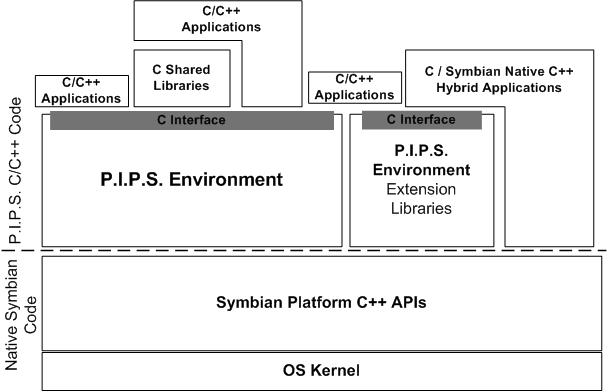 C/C++
Applications
C Shared
Libraries
C/C++
Applications
C/C++
Applications
C / Symbian Native C++
Hybrid Applications
C Interface
C Interface
P.I.P.S. Environment
P.I.P.S.
Environment
Extension
Libraries
P.I.P.S. C/C++ Code
Native Symbian
Code
Symbian Platform C++ APIs
OS Kernel